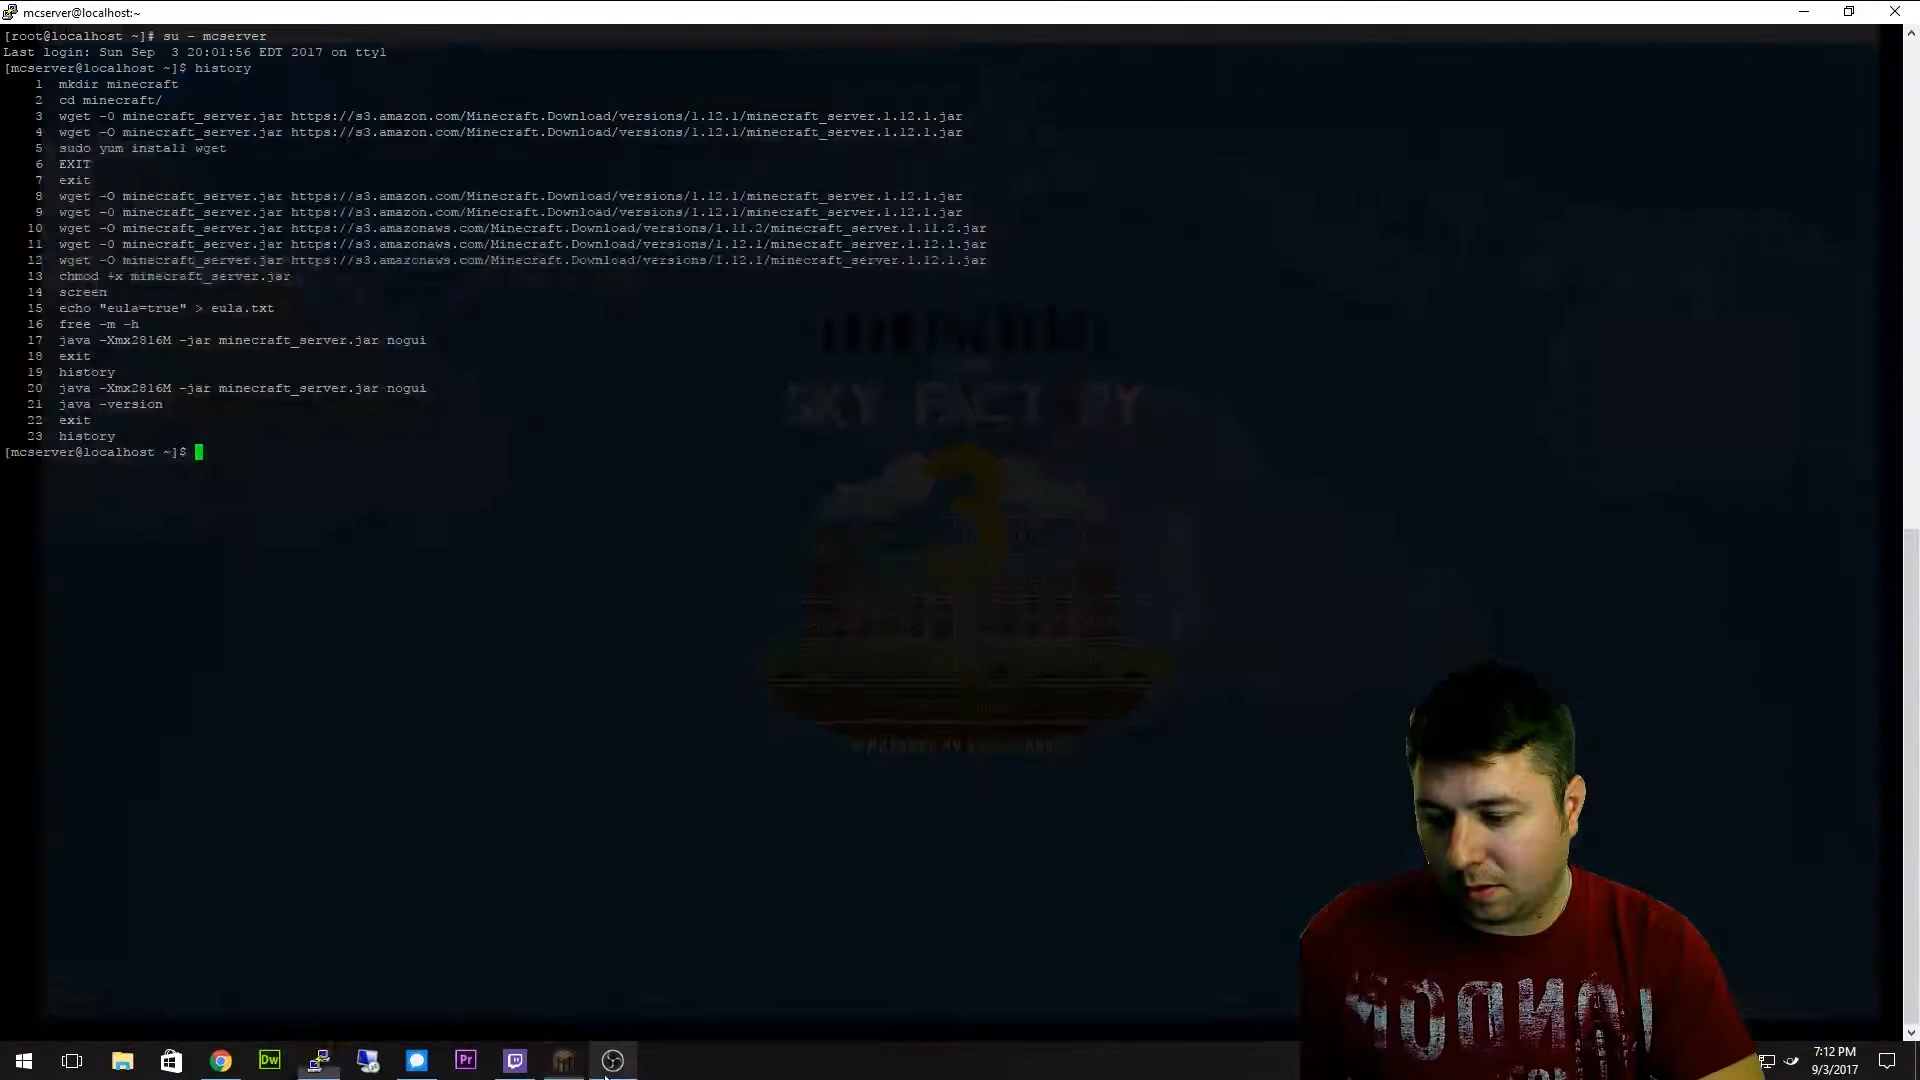 mcserver@localhost:~
[root@localhost ~]# su - mcserver
Last login: Sun Sep  3 20:01:56 EDT 2017 on tty1
[mcserver@localhost ~]$ history
1  mkdir minecraft
2  cd minecraft/
3  wget -0 minecraft_server.jar https://s3.amazon.com/Minecraft.Download/versions/1.12.1/minecraft_server.1.12.1.jar
4  wget -O minecraft_server.jar https://s3.amazon.com/Minecraft.Download/versions/1.12.1/minecraft_server.1.12.1.jar
5  sudo yum install wget
6  EXIT
7  exit
8  wget -O minecraft_server.jar https://s3.amazon.com/Minecraft.Download/versions/1.12.1/minecraft_server.1.12.1.jar
9  wget -0 minecraft_server.jar https://s3.amazon.com/Minecraft.Download/versions/1.12.1/minecraft_server.1.12.1.jar
10  wget -O minecraft_server.jar https://s3.amazonaws.com/Minecraft.Download/versions/1.11.2/minecraft_server.1.11.2.jar
11  wget -0 minecraft_server.jar https://s3.amazonaws.com/Minecraft.Download/versions/1.12.1/minecraft_server.1.12.1.jar
12  wget -O minecraft_server.jar https://s3.amazonaws.com/Minecraft.Download/versions/1.12.1/minecraft_server.1.12.1.jar
13  chmod +x minecraft_server.jar
14  screen
15  echo "eula=true" > eula.txt
16  free -m -h
17  java -Xmx2816M -jar minecraft_server.jar nogui
18  exit
19  history
20  java -Xmx2816M -jar minecraft_server.jar nogui
21  java -version
22  exit
23  history
[mcserver@localhost ~]$
SKY FACTORY
3
Dw
Pr
7:12 PM
9/3/2017